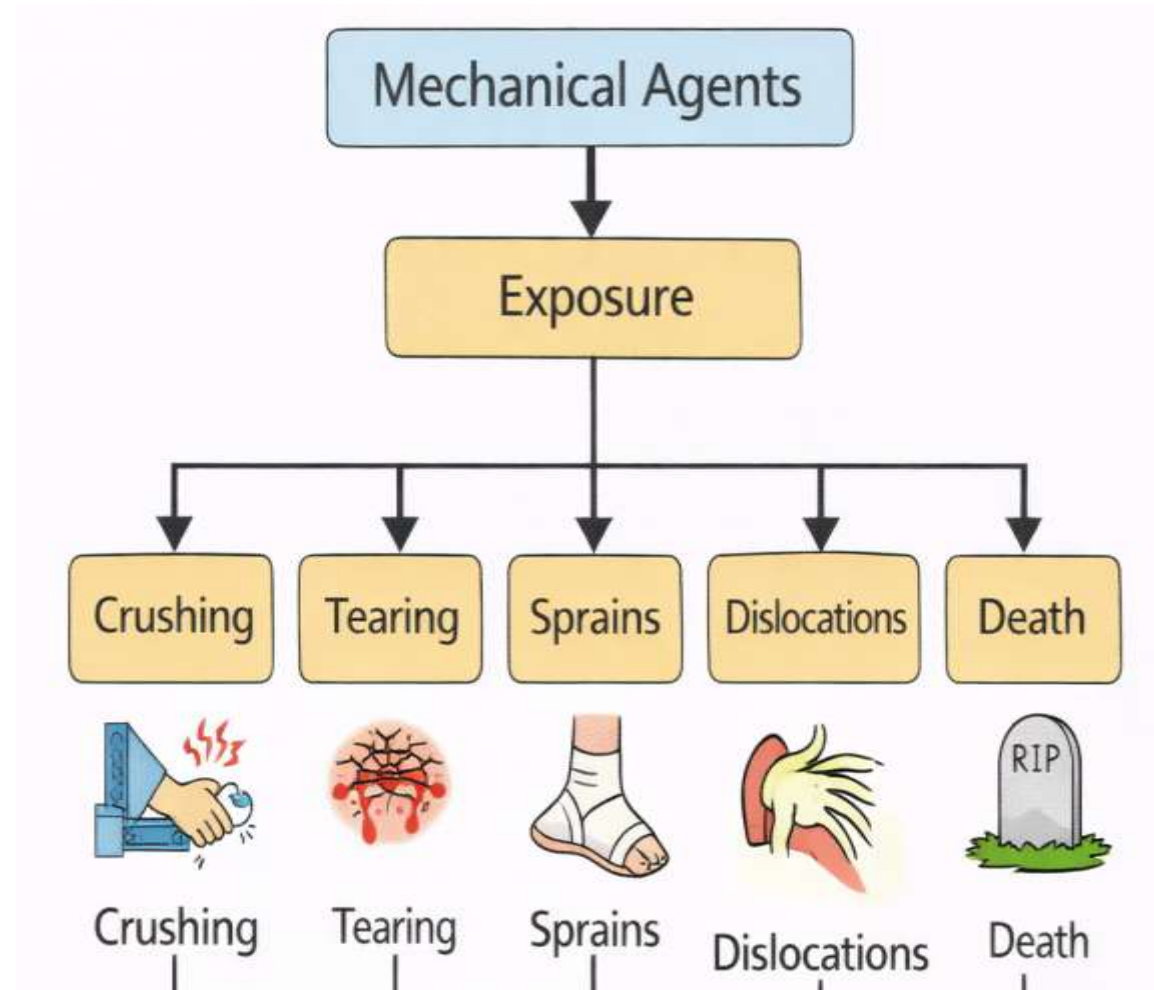 Mechanical Agents
Exposure
Crushing
Tearing
Sprains
Dislocations
Death
RIP
Crushing
Tearing
Sprains
Dislocations
Death